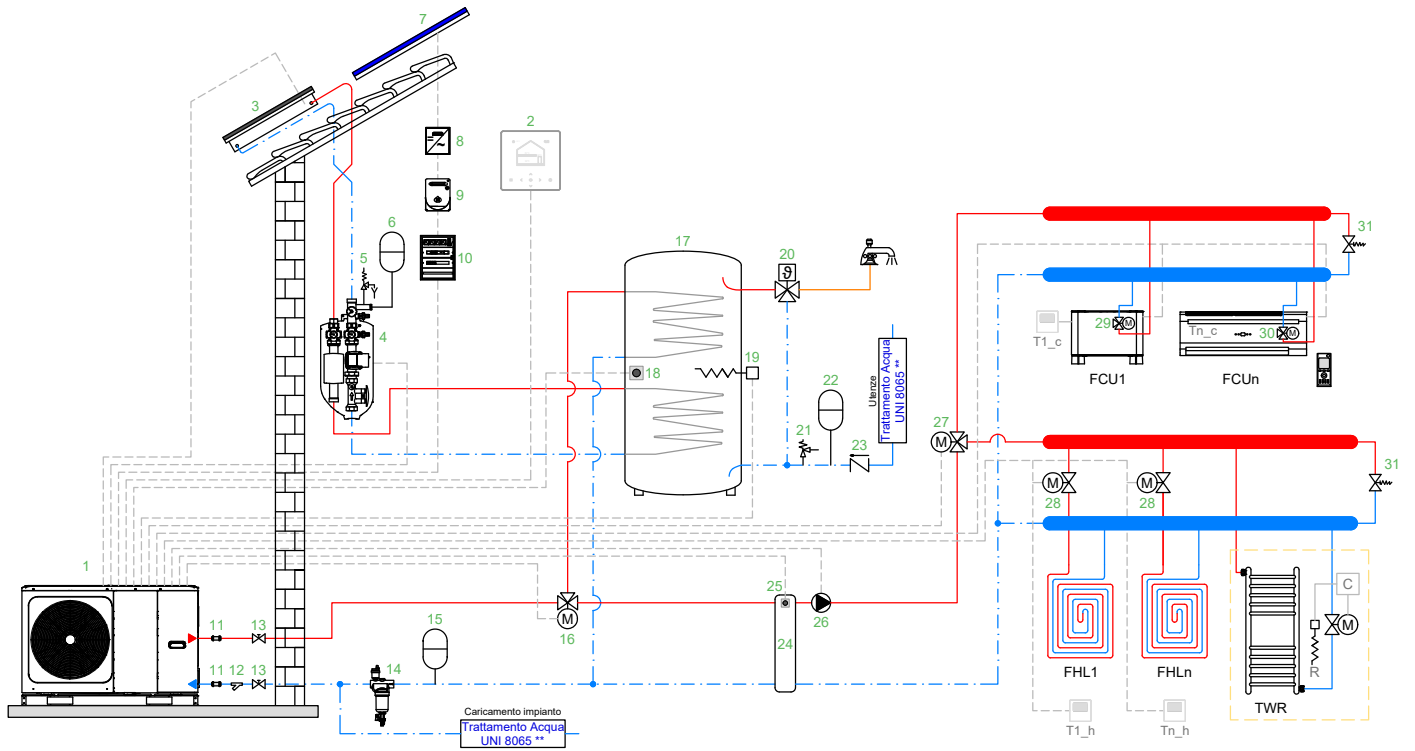 7
3
2
8
9
10
6
5
4
17
20
ϑ
31
29
M
T1_c
Tn_c
30
M
FCU1
FCUn
18
19
22
21
23
Utenze
Trattamento Acqua
UNI 8065 **
27
M
31
M
28
M
28
1
11
13
11
12
13
14
15
M
16
25
24
26
FHL1
FHLn
C
M
R
TWR
T1_h
Tn_h
Caricamento impianto
Trattamento Acqua
UNI 8065 **